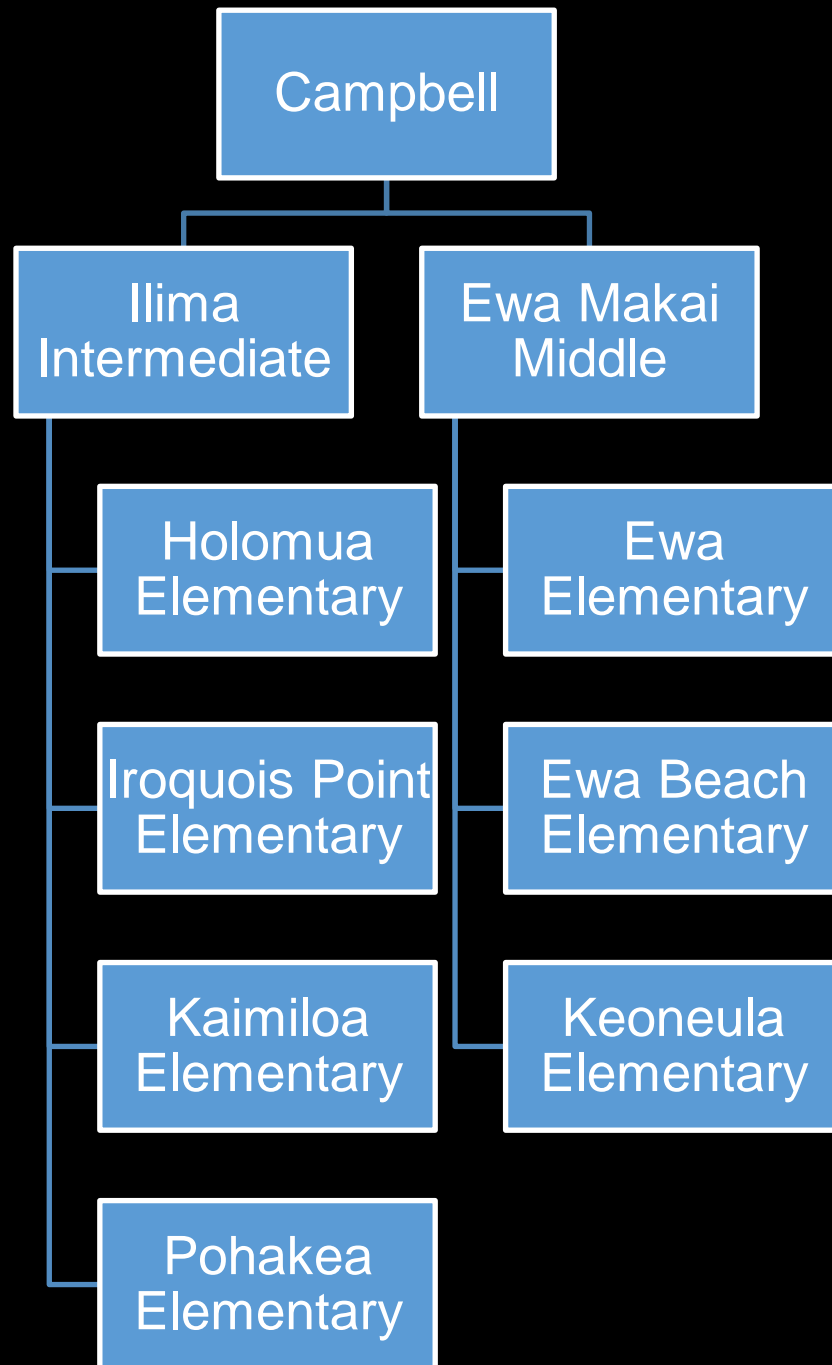 Campbell
Ilima
Intermediate
Holomua
Elementary
Iroquois Point
Elementary
Kaimiloa
Elementary
Pohakea
Elementary
Ewa Makai
Middle
Ewa
Elementary
Ewa Beach
Elementary
Keoneula
Elementary